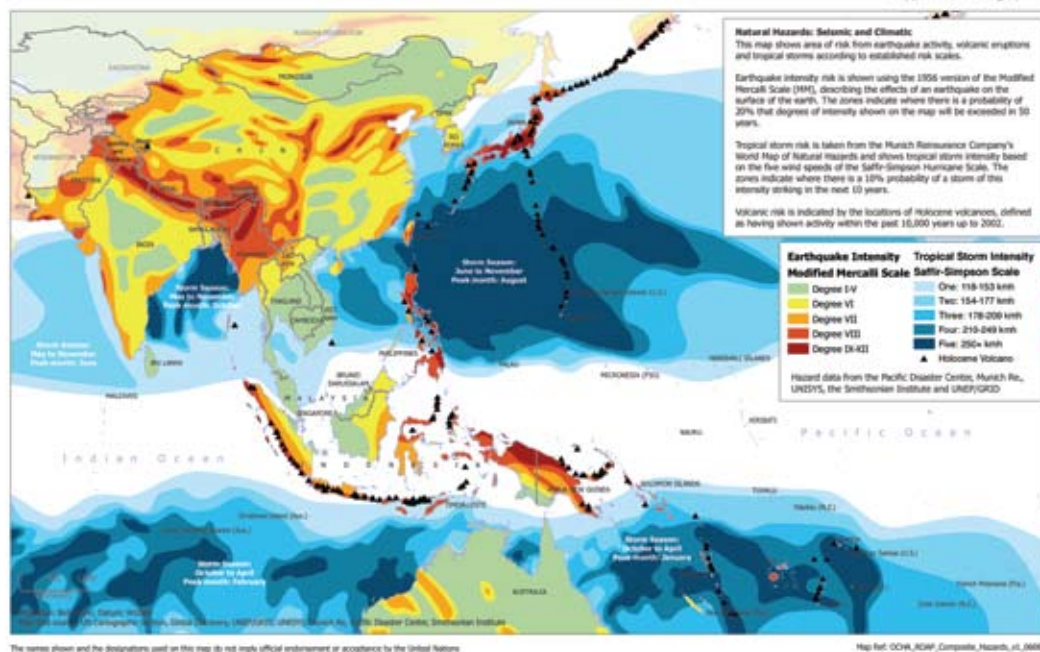 Natural Hazards: Seismic and Climatic
This map shows area of risk from earthquake activity, volcanic eruptions
and tropical storms according to established risk scales.
Earthquake intensity risk is shown using the 1956 version of the Modified
Mercalli Scale (MM), describing the effects of an earthquake on the
surface of the earth. The zones indicate where there is a probability of
20% that degrees of intensity shown on the map will be exceeded in 50
years.
Tropical storm risk is taken from the Munich Reinsurance Company's
World Map of Natural Hazards and shows tropical storm intensity based
on the five wind speeds of the Saffir-Simpson Hurricane Scale. The
zones indicate where there is a 10% probability of a storm of this
intensity striking in the next 10 years.
Volcanic risk is indicated by the locations of Holocene volcanoes, defined
as having shown activity within the past 10,000 years up to 2002.
Earthquake Intensity
Modified Mercalli Scale
Degree I-V
Degree VI
Degree VII
Degree VIII
Degree IX-XII
Tropical Storm Intensity
Saffir-Simpson Scale
One: 118-153 kmh
Two: 154-177 kmh
Three: 178-209 kmh
Four: 210-249 kmh
Five: 250+ kmh
Holocene Volcano
Hazard data from the Pacific Disaster Center, Munich Re.,
UNISYS, the Smithsonian Institute and UNEP/GRID
MONGOLIA
CHINA
JAPAN
INDIA
THAILAND
CAMBODIA
SRI LANKA
MALDIVES
PHILIPPINES
PALAU
MICRONESIA (FSM)
MARSHALL ISLANDS
BRUNEI
DARUSSALAM
MALAYSIA
SINGAPORE
INDONESIA
TIMOR-LESTE
PAPUA NEW GUINEA
SOLOMON ISLANDS
NAURU
KIRIBATI
TUVALU
AUSTRALIA
Indian Ocean
Pacific Ocean
Storm Season:
June to November
Peak month: August
Storm Season:
May to November
Peak month: October
Storm Season:
May to November
Peak month: June
Storm Season:
October to April
Peak month: February
Storm Season:
October to April
Peak month: January
The names shown and the designations used on this map do not imply official endorsement or acceptance by the United Nations